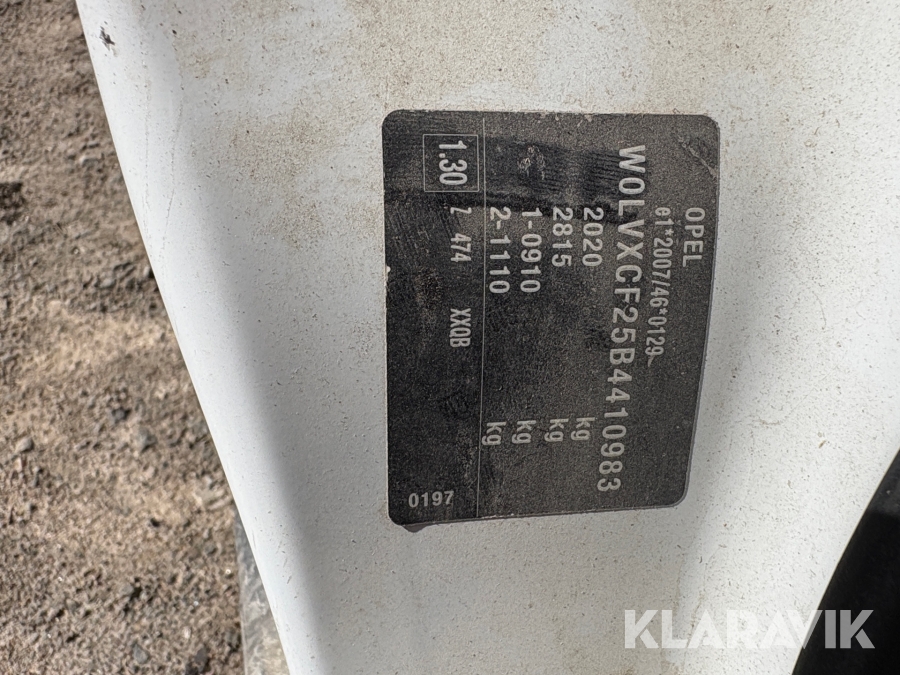 OPEL
e1*2007/46*0129
W0LVXCF25B4410983
2020 kg
2815 kg
1-0910 kg
2-1110 kg
1.30 Z 474 XXQB 0197
KLARAVIK